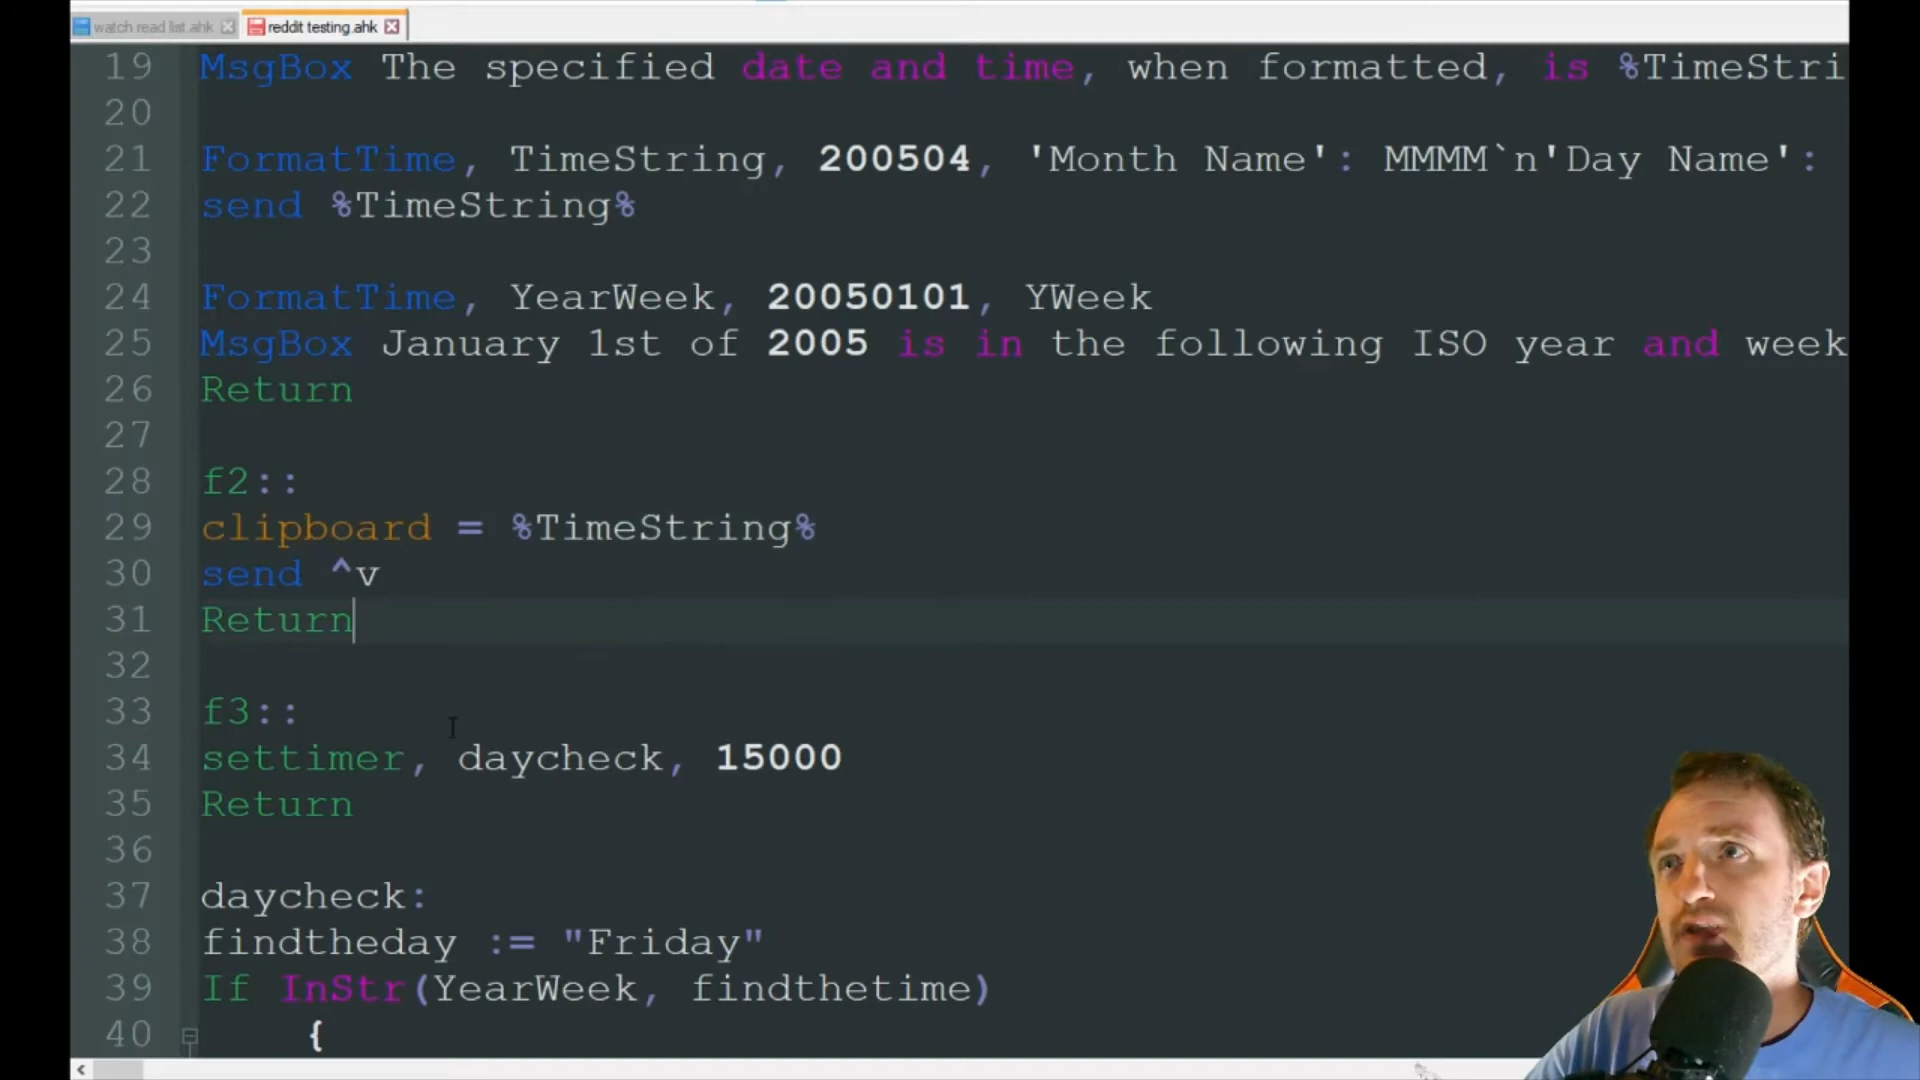 watch read list.ahk
reddit testing.ahk
19 MsgBox The specified date and time, when formatted, is %TimeStri
20
21 FormatTime, TimeString, 200504, 'Month Name': MMMM`n'Day Name':
22 send %TimeString%
23
24 FormatTime, YearWeek, 20050101, YWeek
25 MsgBox January 1st of 2005 is in the following ISO year and week
26 Return
27
28 f2::
29 clipboard = %TimeString%
30 send ^v
31 Return
32
33 f3::
34 settimer, daycheck, 15000
35 Return
36
37 daycheck:
38 findtheday := "Friday"
39 If InStr(YearWeek, findthetime)
40 {